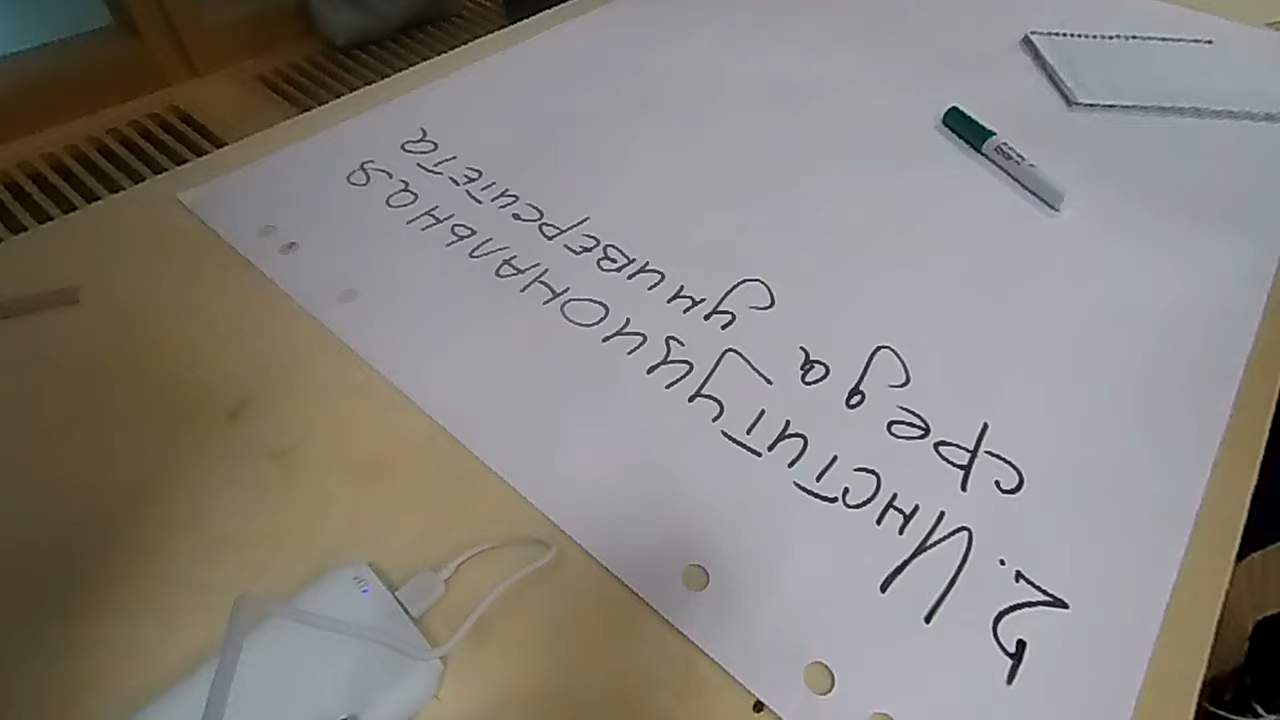 2. Институциональная
среда университета